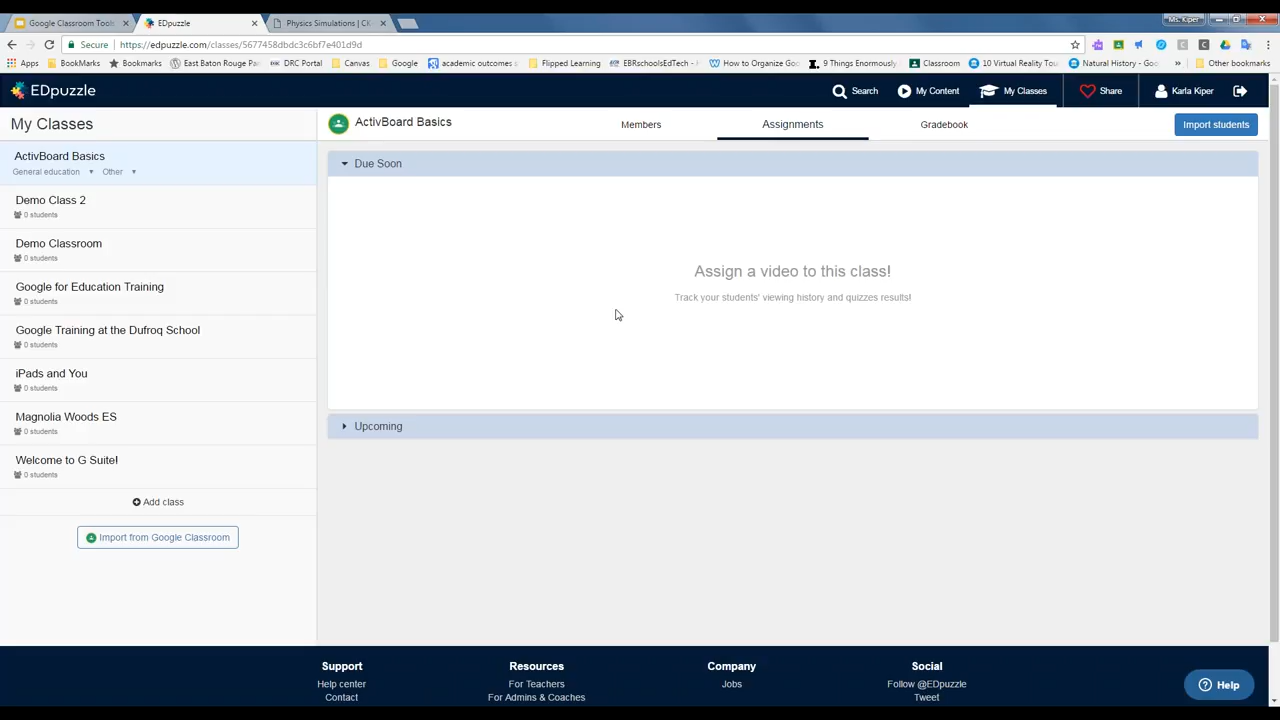 Google Classroom Tools
EDpuzzle
Physics Simulations | CK-
Ms. Kiper
Secure
https://edpuzzle.com/classes/5677458dbdc3c6bf7e401d9d
Apps
BookMarks
Bookmarks
East Baton Rouge Pa
DRC Portal
Canvas
Google
academic outcomes
Flipped Learning
EBRschoolsEdTech -
How to Organize Goo
9 Things Enormously
Classroom
10 Virtual Reality Tou
Natural History - Goo
»
Other bookmarks
EDpuzzle
Search
My Content
My Classes
Share
Karla Kiper
My Classes
ActivBoard Basics
Members
Assignments
Gradebook
Import students
ActivBoard Basics
General education
Other
Due Soon
Demo Class 2
0 students
Demo Classroom
0 students
Assign a video to this class!
Google for Education Training
0 students
Track your students' viewing history and quizzes results!
Google Training at the Dufroq School
0 students
iPads and You
0 students
Magnolia Woods ES
0 students
Upcoming
Welcome to G Suite!
0 students
Add class
Import from Google Classroom
Support
Resources
Company
Social
Help center
For Teachers
Jobs
Follow @EDpuzzle
Contact
For Admins & Coaches
Tweet
Help